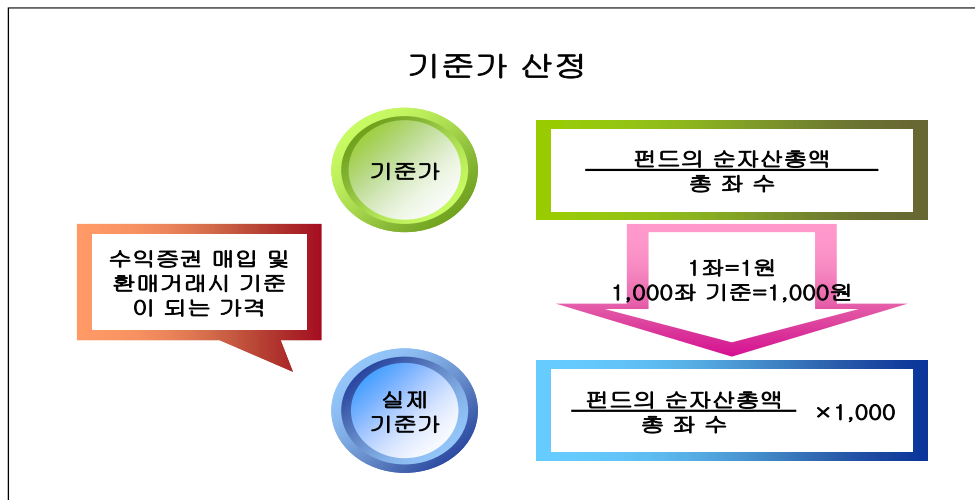 기준가 산정
기준가
펀드의 순자산총액
총 좌 수
수익증권 매입 및
환매거래시 기준
이 되는 가격
1좌=1원
1,000좌 기준=1,000원
실제
기준가
펀드의 순자산총액
총 좌 수
×1,000